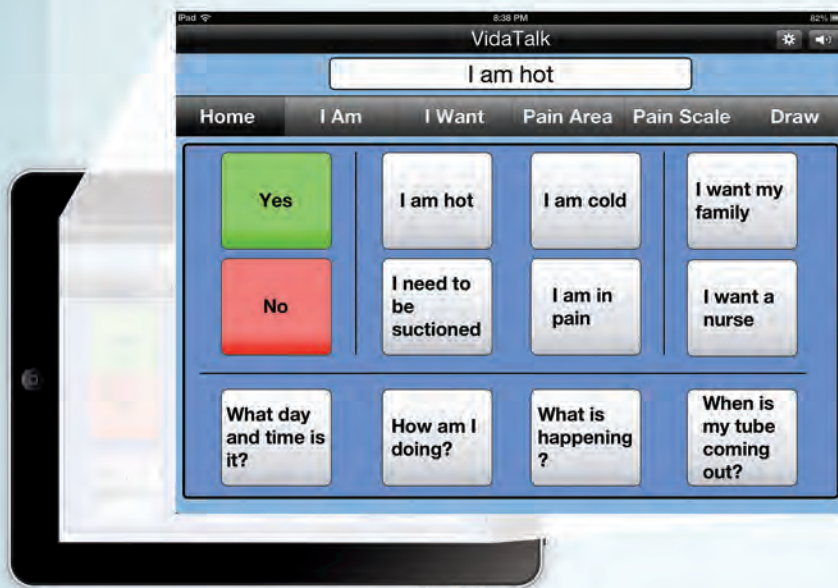 iPad 8:38 PM 82%
VidaTalk
I am hot
Home I Am I Want Pain Area Pain Scale Draw
Yes
I am hot
I am cold
I want my
family
No
I need to
be
suctioned
I am in
pain
I want a
nurse
What day
and time is
it?
How am I
doing?
What is
happening
?
When is
my tube
coming
out?